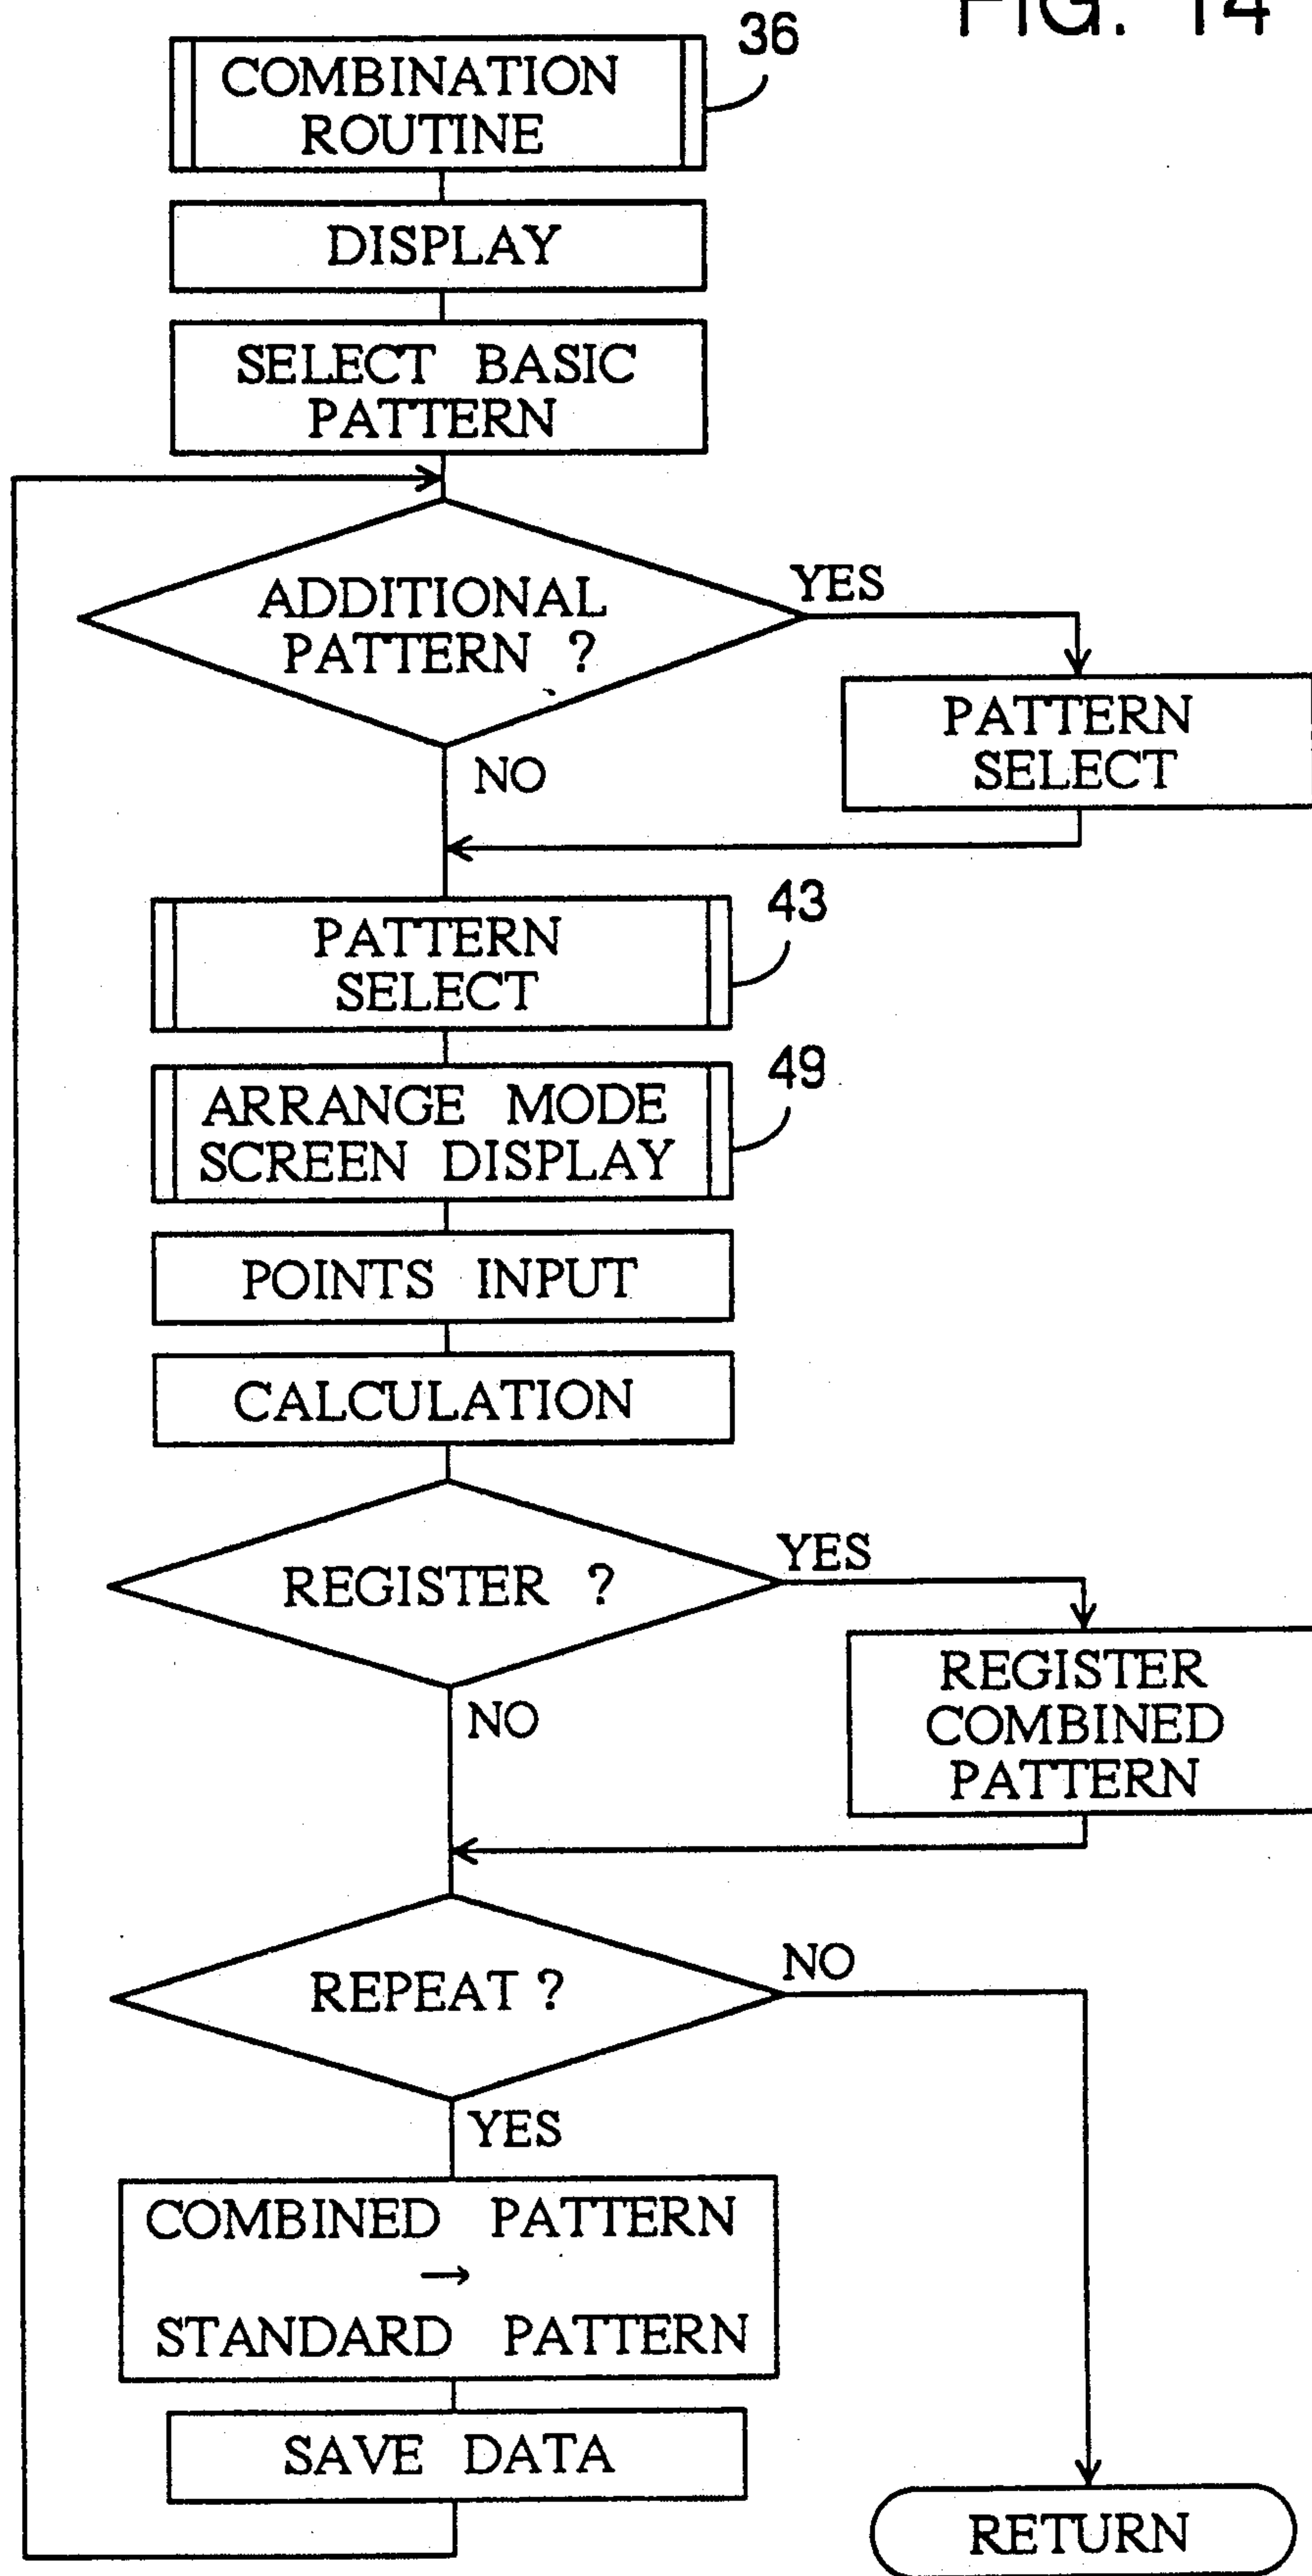 FIG. 14
36
COMBINATION
ROUTINE
DISPLAY
SELECT BASIC
PATTERN
ADDITIONAL
PATTERN ?
YES
PATTERN
SELECT
NO
PATTERN
SELECT
43
ARRANGE MODE
SCREEN DISPLAY
49
POINTS INPUT
CALCULATION
REGISTER ?
YES
REGISTER
COMBINED
PATTERN
NO
REPEAT ?
NO
YES
COMBINED PATTERN
→
STANDARD PATTERN
SAVE DATA
RETURN